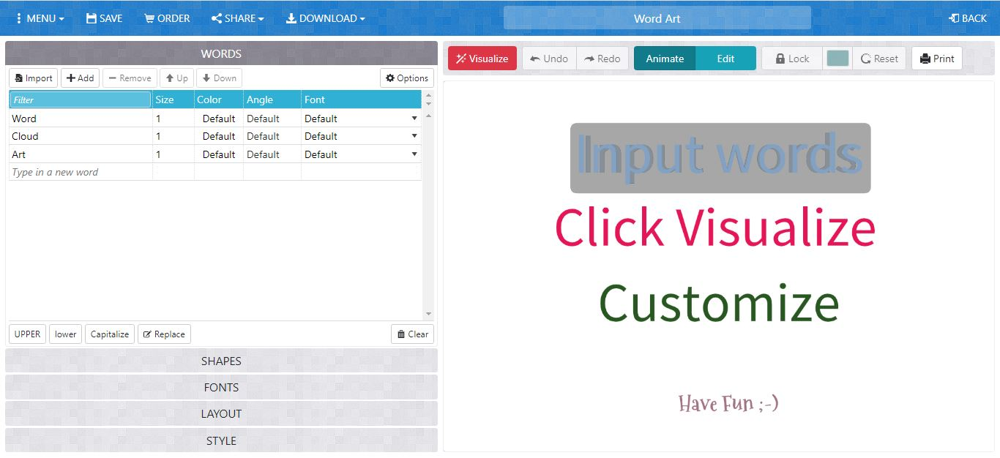 MENU SAVE ORDER SHARE DOWNLOAD Word Art BACK
WORDS
Import Add Remove Up Down Options
Filter Size Color Angle Font
Word 1 Default Default Default
Cloud 1 Default Default Default
Art 1 Default Default Default
Type in a new word
UPPER lower Capitalize Replace Clear
SHAPES
FONTS
LAYOUT
STYLE
Visualize Undo Redo Animate Edit Lock Reset Print
Input words
Click Visualize
Customize
Have Fun ;-)